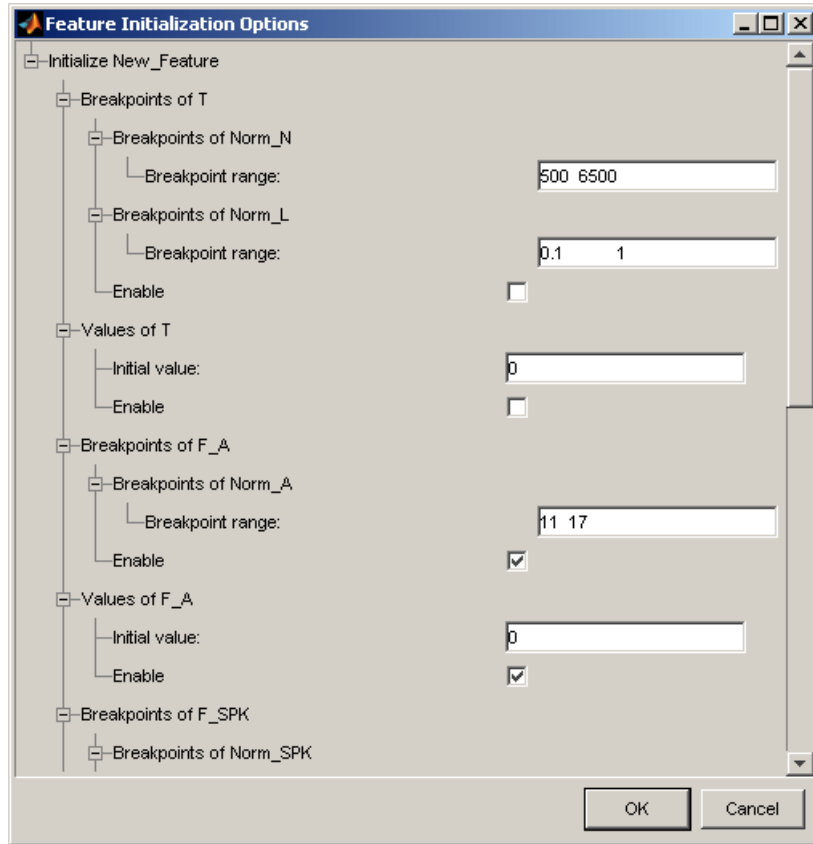 Feature Initialization Options
Initialize New_Feature
Breakpoints of T
Breakpoints of Norm_N
Breakpoint range: 500 6500
Breakpoints of Norm_L
Breakpoint range: 0.1 1
Enable
Values of T
Initial value: 0
Enable
Breakpoints of F_A
Breakpoints of Norm_A
Breakpoint range: 11 17
Enable
Values of F_A
Initial value: 0
Enable
Breakpoints of F_SPK
Breakpoints of Norm_SPK
OK Cancel